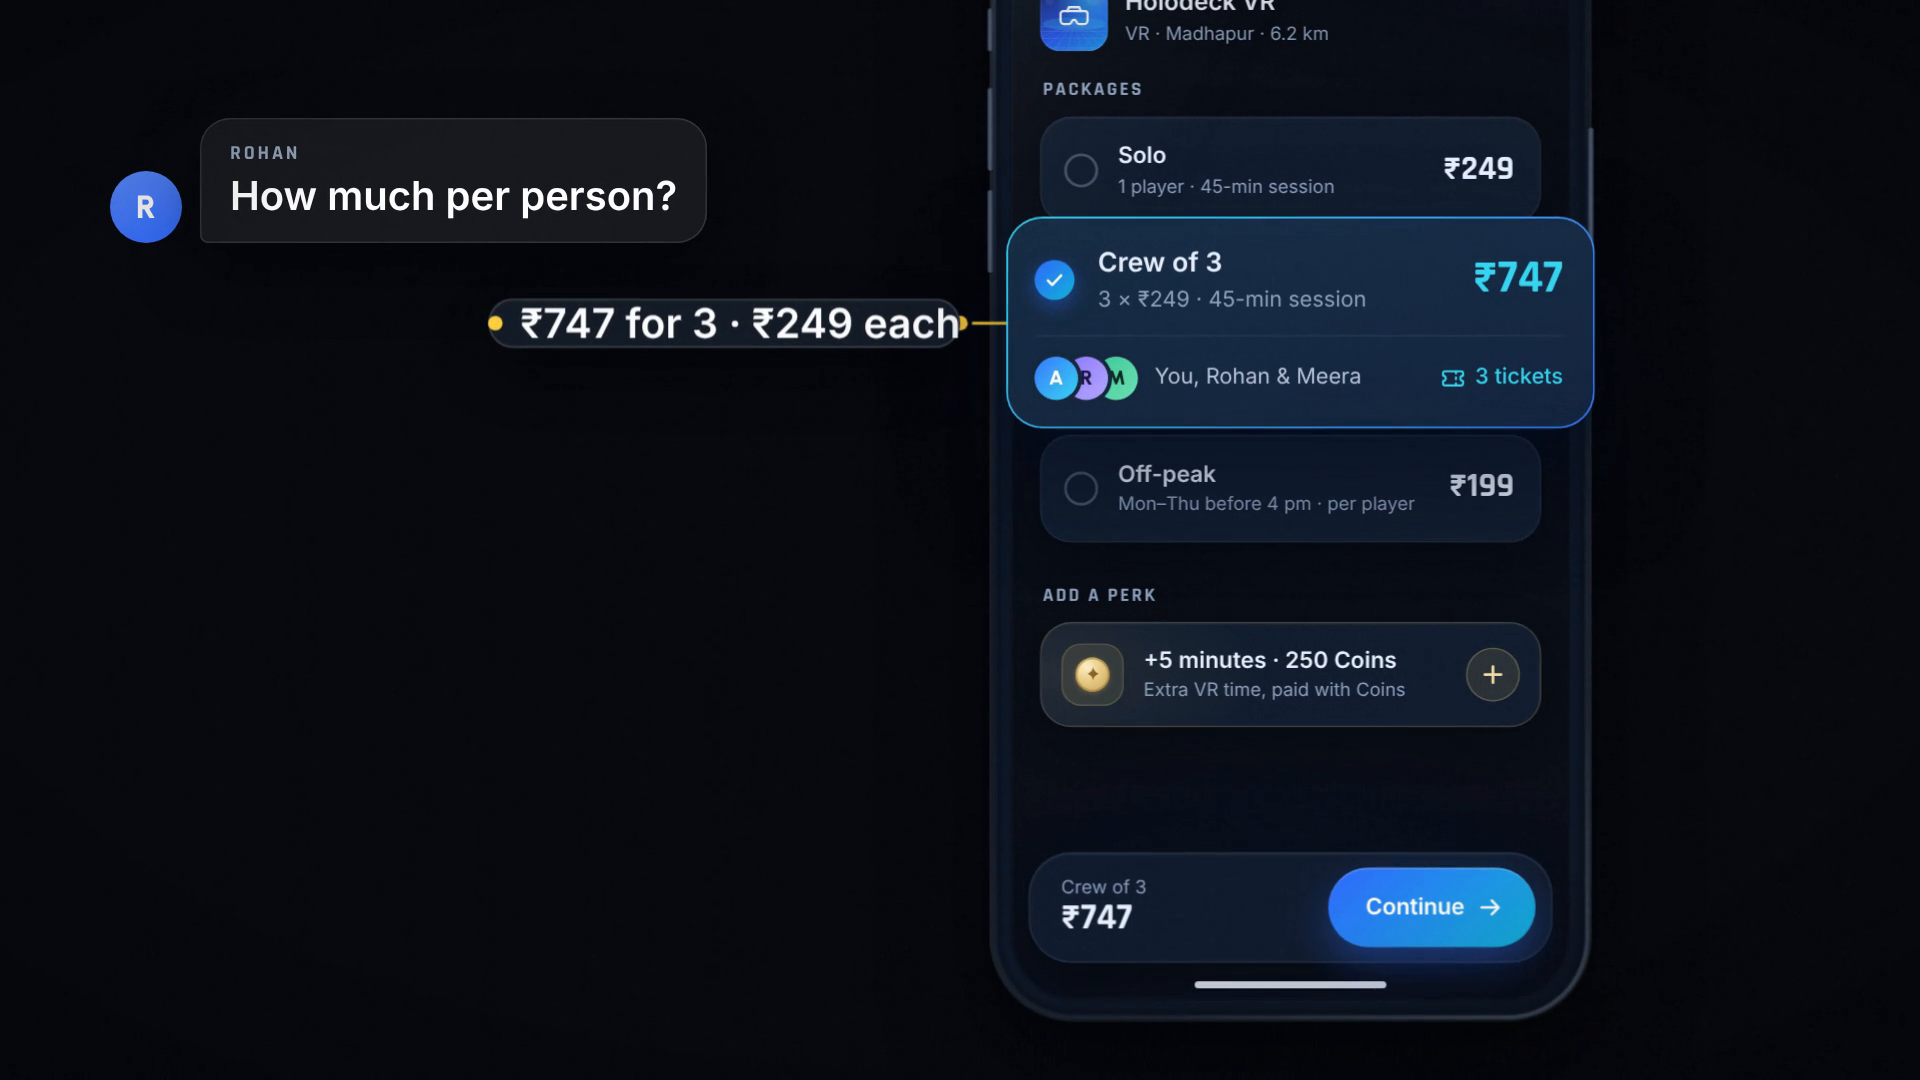 Holodeck VR
VR · Madhapur · 6.2 km
PACKAGES
ROHAN
How much per person?
R
Solo
1 player · 45-min session
₹249
Crew of 3
3 × ₹249 · 45-min session
₹747
₹747 for 3 · ₹249 each
A R M
You, Rohan & Meera
3 tickets
Off-peak
Mon–Thu before 4 pm · per player
₹199
ADD A PERK
+5 minutes · 250 Coins
Extra VR time, paid with Coins
Crew of 3
₹747
Continue